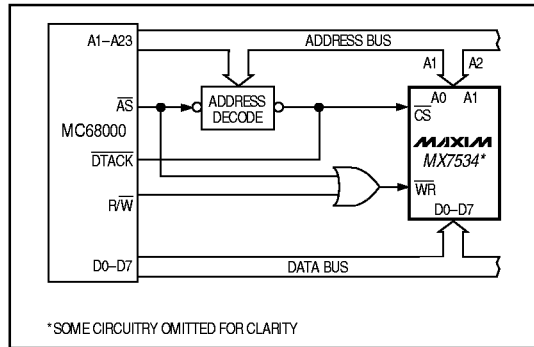 A1–A23
ADDRESS BUS
A1
A2
AS
ADDRESS
DECODE
A0 A1
CS
MC68000
MAXIM
MX7534*
DTACK
R/W
WR
D0–D7
D0–D7
DATA BUS
*SOME CIRCUITRY OMITTED FOR CLARITY